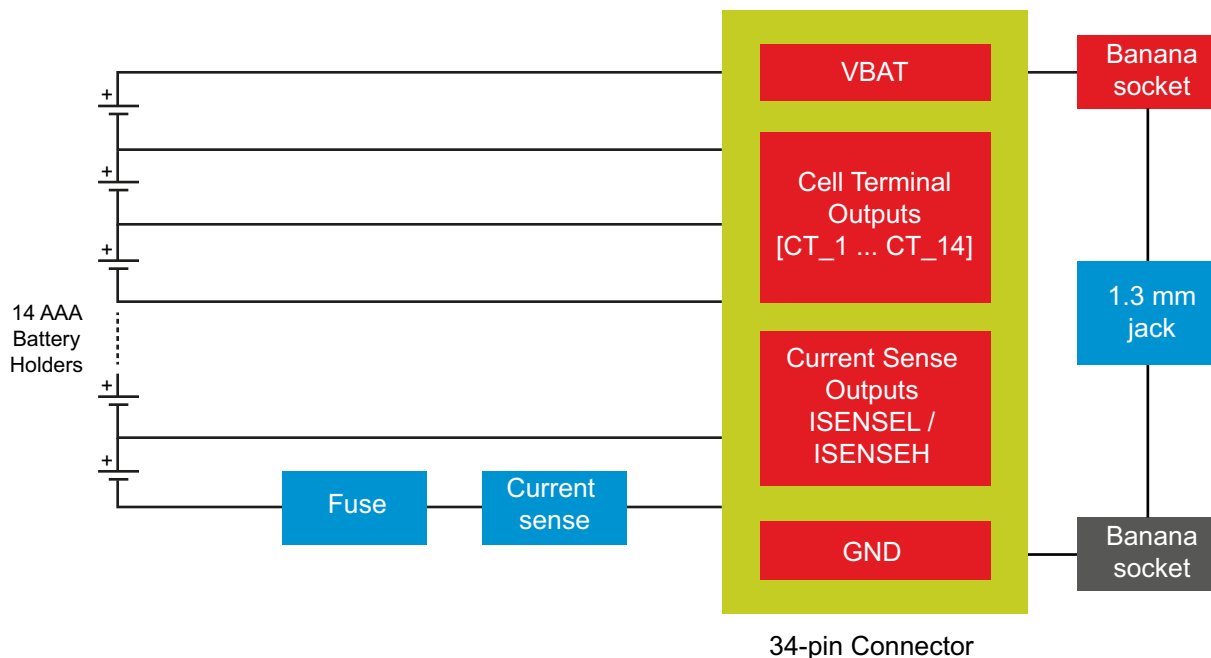 14 AAA
Battery
Holders
+
+
+
+
+
Fuse
Current
sense
VBAT
Cell Terminal
Outputs
[CT_1 ... CT_14]
Current Sense
Outputs
ISENSEL /
ISENSEH
GND
34-pin Connector
Banana
socket
1.3 mm
jack
Banana
socket